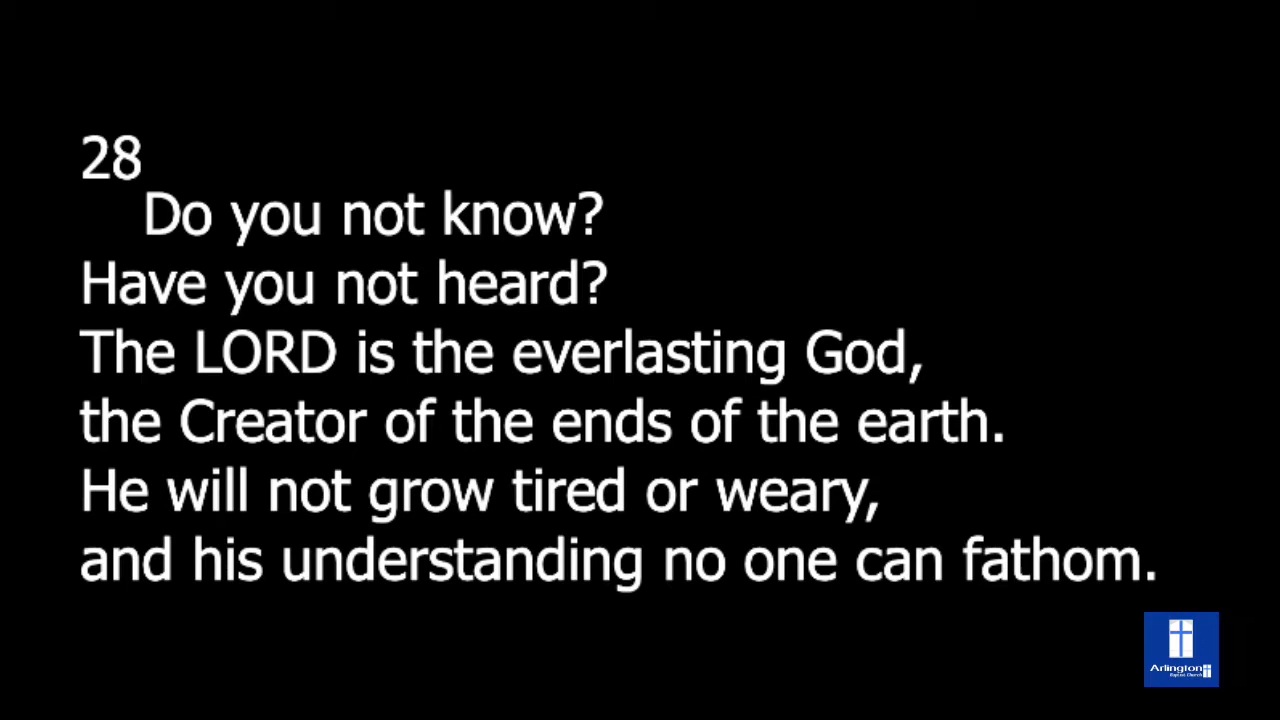 28
Do you not know?
Have you not heard?
The LORD is the everlasting God,
the Creator of the ends of the earth.
He will not grow tired or weary,
and his understanding no one can fathom.
Arlington
Baptist Church